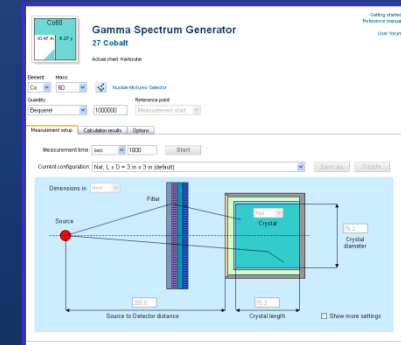 Co60
10.47 m 5.27 y
Gamma Spectrum Generator
27 Cobalt
Actual chart: Karlsruhe
Getting started
Reference manual
User forum
Element: Mass:
Co 60 Nuclide Mixtures Selector
Quantity: Reference point:
Becquerel 1000000 Measurement start
Measurement setup Calculation results Options
Measurement time: sec 1800 Start
Current configuration: NaI, L x D = 3 in x 3 in (default) Save as Delete
Dimensions in: mm
Filter
Source
NaI
Crystal
76.2
Crystal
diameter
250.0 76.2
Source to Detector distance Crystal length Show more settings